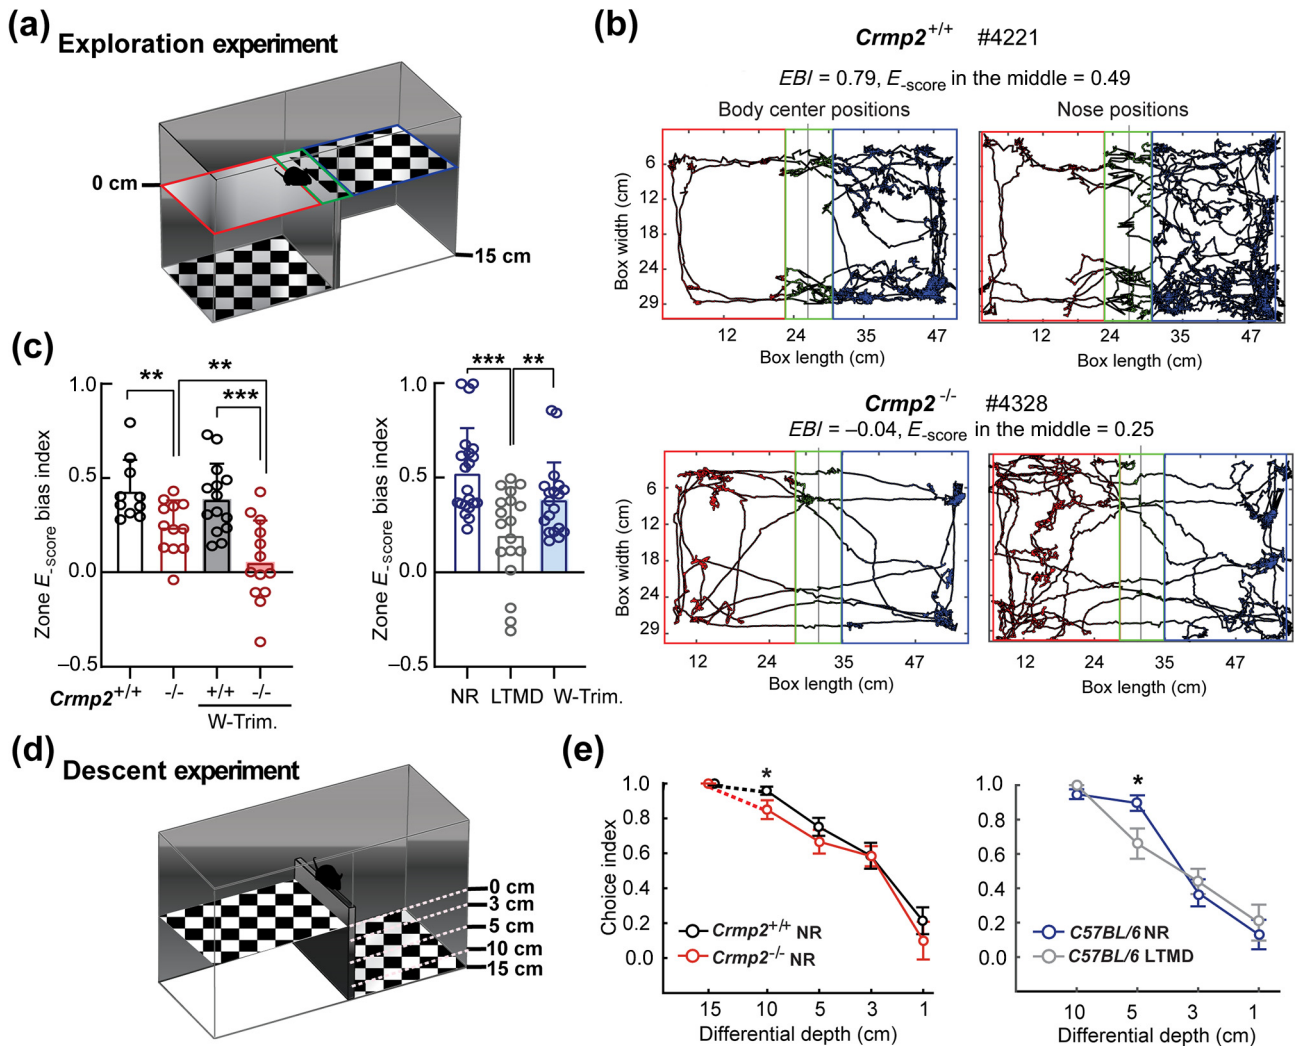 (a)
Exploration experiment
0 cm
15 cm
(b)
Crmp2+/+ #4221
EBI = 0.79, E-score in the middle = 0.49
Body center positions
Nose positions
Box width (cm)
6
12
18
24
29
12 24 35 47
Box length (cm)
12 24 35 47
Box length (cm)
Crmp2-/- #4328
EBI = –0.04, E-score in the middle = 0.25
Box width (cm)
6
12
18
24
29
12 24 35 47
Box length (cm)
12 24 35 47
Box length (cm)
(c)
Zone E-score bias index
1.0
0.5
0.0
–0.5
** ** ***
Crmp2 +/+ -/- +/+ -/-
W-Trim.
Zone E-score bias index
1.0
0.5
0.0
–0.5
*** **
NR LTMD W-Trim.
(d)
Descent experiment
0 cm
3 cm
5 cm
10 cm
15 cm
(e)
Choice index
1.0
0.8
0.6
0.4
0.2
0.0
*
Crmp2+/+ NR
Crmp2-/- NR
15 10 5 3 1
Differential depth (cm)
1.0
0.8
0.6
0.4
0.2
0.0
*
C57BL/6 NR
C57BL/6 LTMD
10 5 3 1
Differential depth (cm)